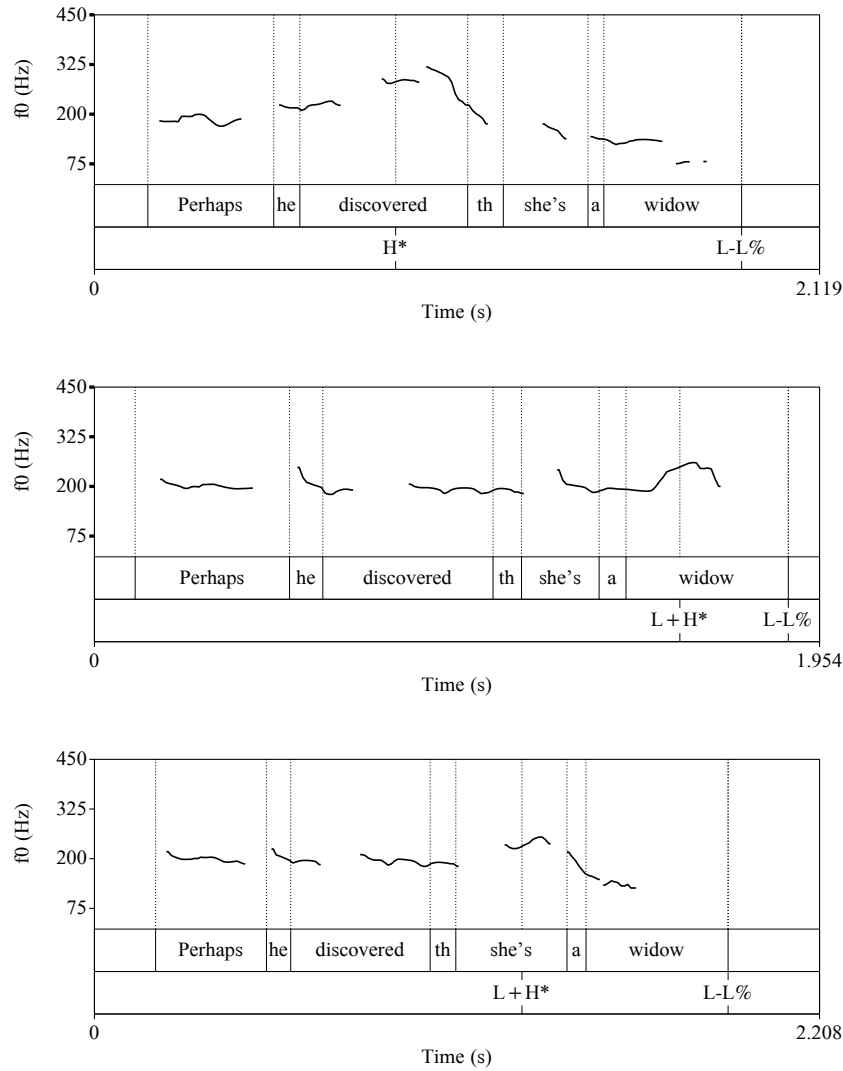 450
325
200
75
f0 (Hz)
Perhaps he discovered th she's a widow
H* L-L%
0 2.119
Time (s)
450
325
200
75
f0 (Hz)
Perhaps he discovered th she's a widow
L+H* L-L%
0 1.954
Time (s)
450
325
200
75
f0 (Hz)
Perhaps he discovered th she's a widow
L+H* L-L%
0 2.208
Time (s)